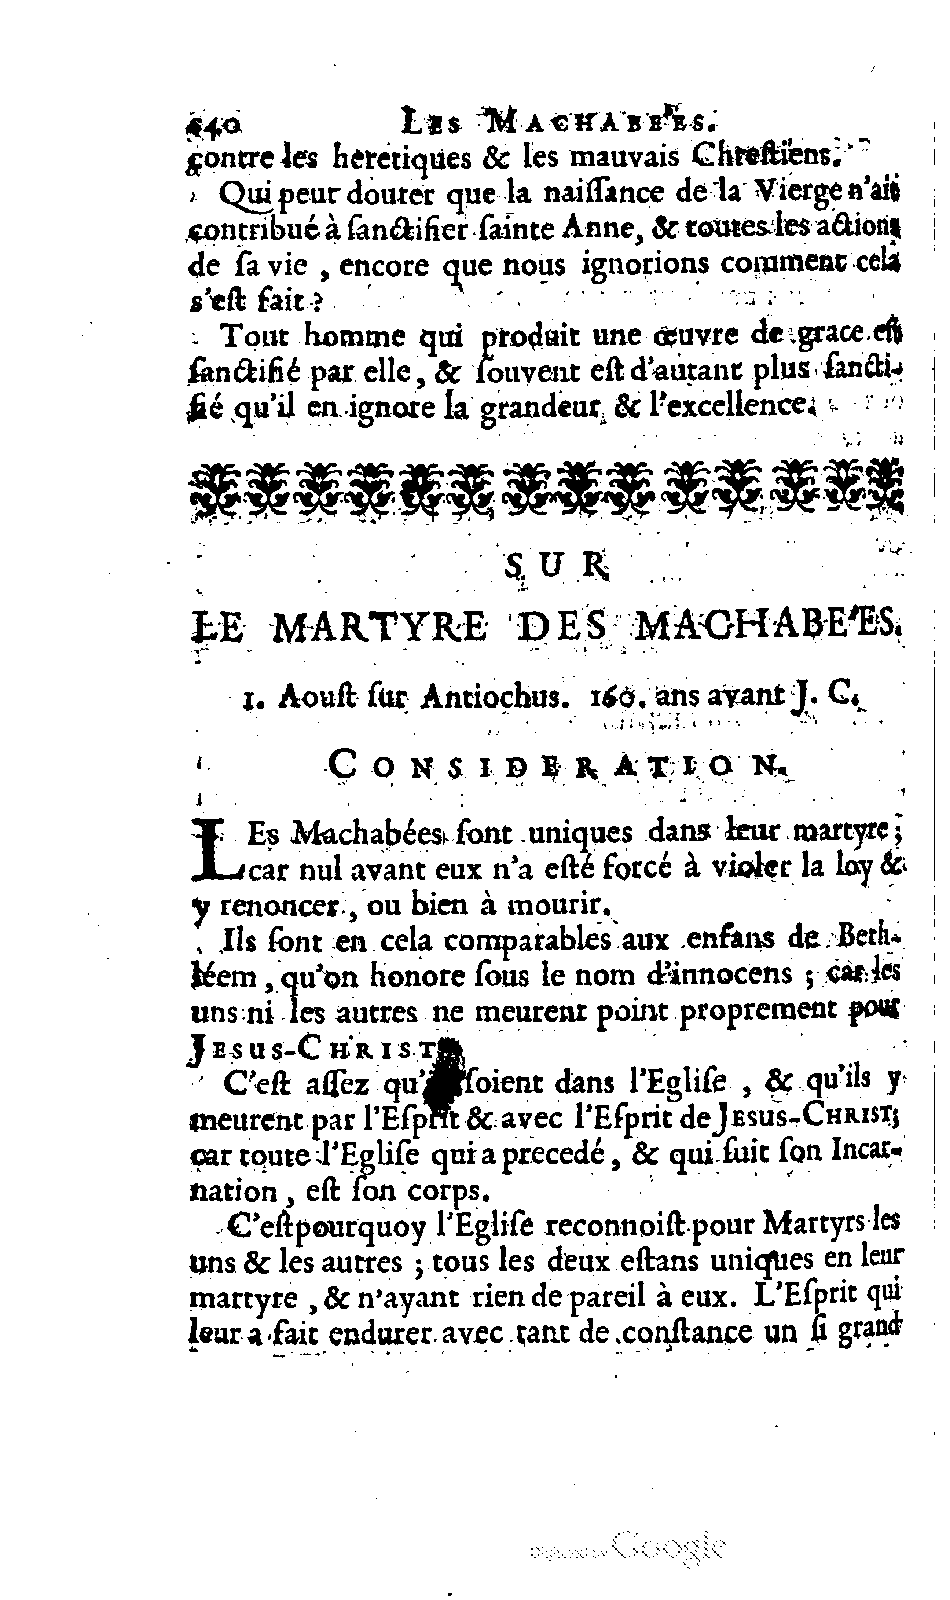 440 LES MACHABE'ES.
contre les heretiques & les mauvais Chreſtiens.
Qui peut douter que la naiſſance de la Vierge n'ait
contribué à ſanctifier ſainte Anne, & toutes les actions
de ſa vie, encore que nous ignorions comment cela
s'eſt fait?
Tout homme qui produit une œuvre de grace eſt
ſanctifié par elle, & ſouvent eſt d'autant plus ſancti-
fié qu'il en ignore la grandeur & l'excellence.
SUR
LE MARTYRE DES MACHABE'ES.
1. Aouſt ſur Antiochus. 160. ans avant J. C.
CONSIDERATION.
LEs Machabées ſont uniques dans leur martyre;
car nul avant eux n'a eſté forcé à violer la loy &
y renoncer, ou bien à mourir.
Ils ſont en cela comparables aux enfans de Beth-
léem, qu'on honore ſous le nom d'innocens; car les
uns ni les autres ne meurent point proprement pour
JESUS-CHRIST
C'eſt aſſez qu' ſoient dans l'Egliſe, & qu'ils y
meurent par l'Eſprit & avec l'Eſprit de JESUS-CHRIST;
car toute l'Egliſe qui a precedé, & qui ſuit ſon Incar-
nation, eſt ſon corps.
C'eſtpourquoy l'Egliſe reconnoiſt pour Martyrs les
uns & les autres; tous les deux eſtans uniques en leur
martyre, & n'ayant rien de pareil à eux. L'Eſprit qui
leur a fait endurer avec tant de conſtance un ſi grand
Google